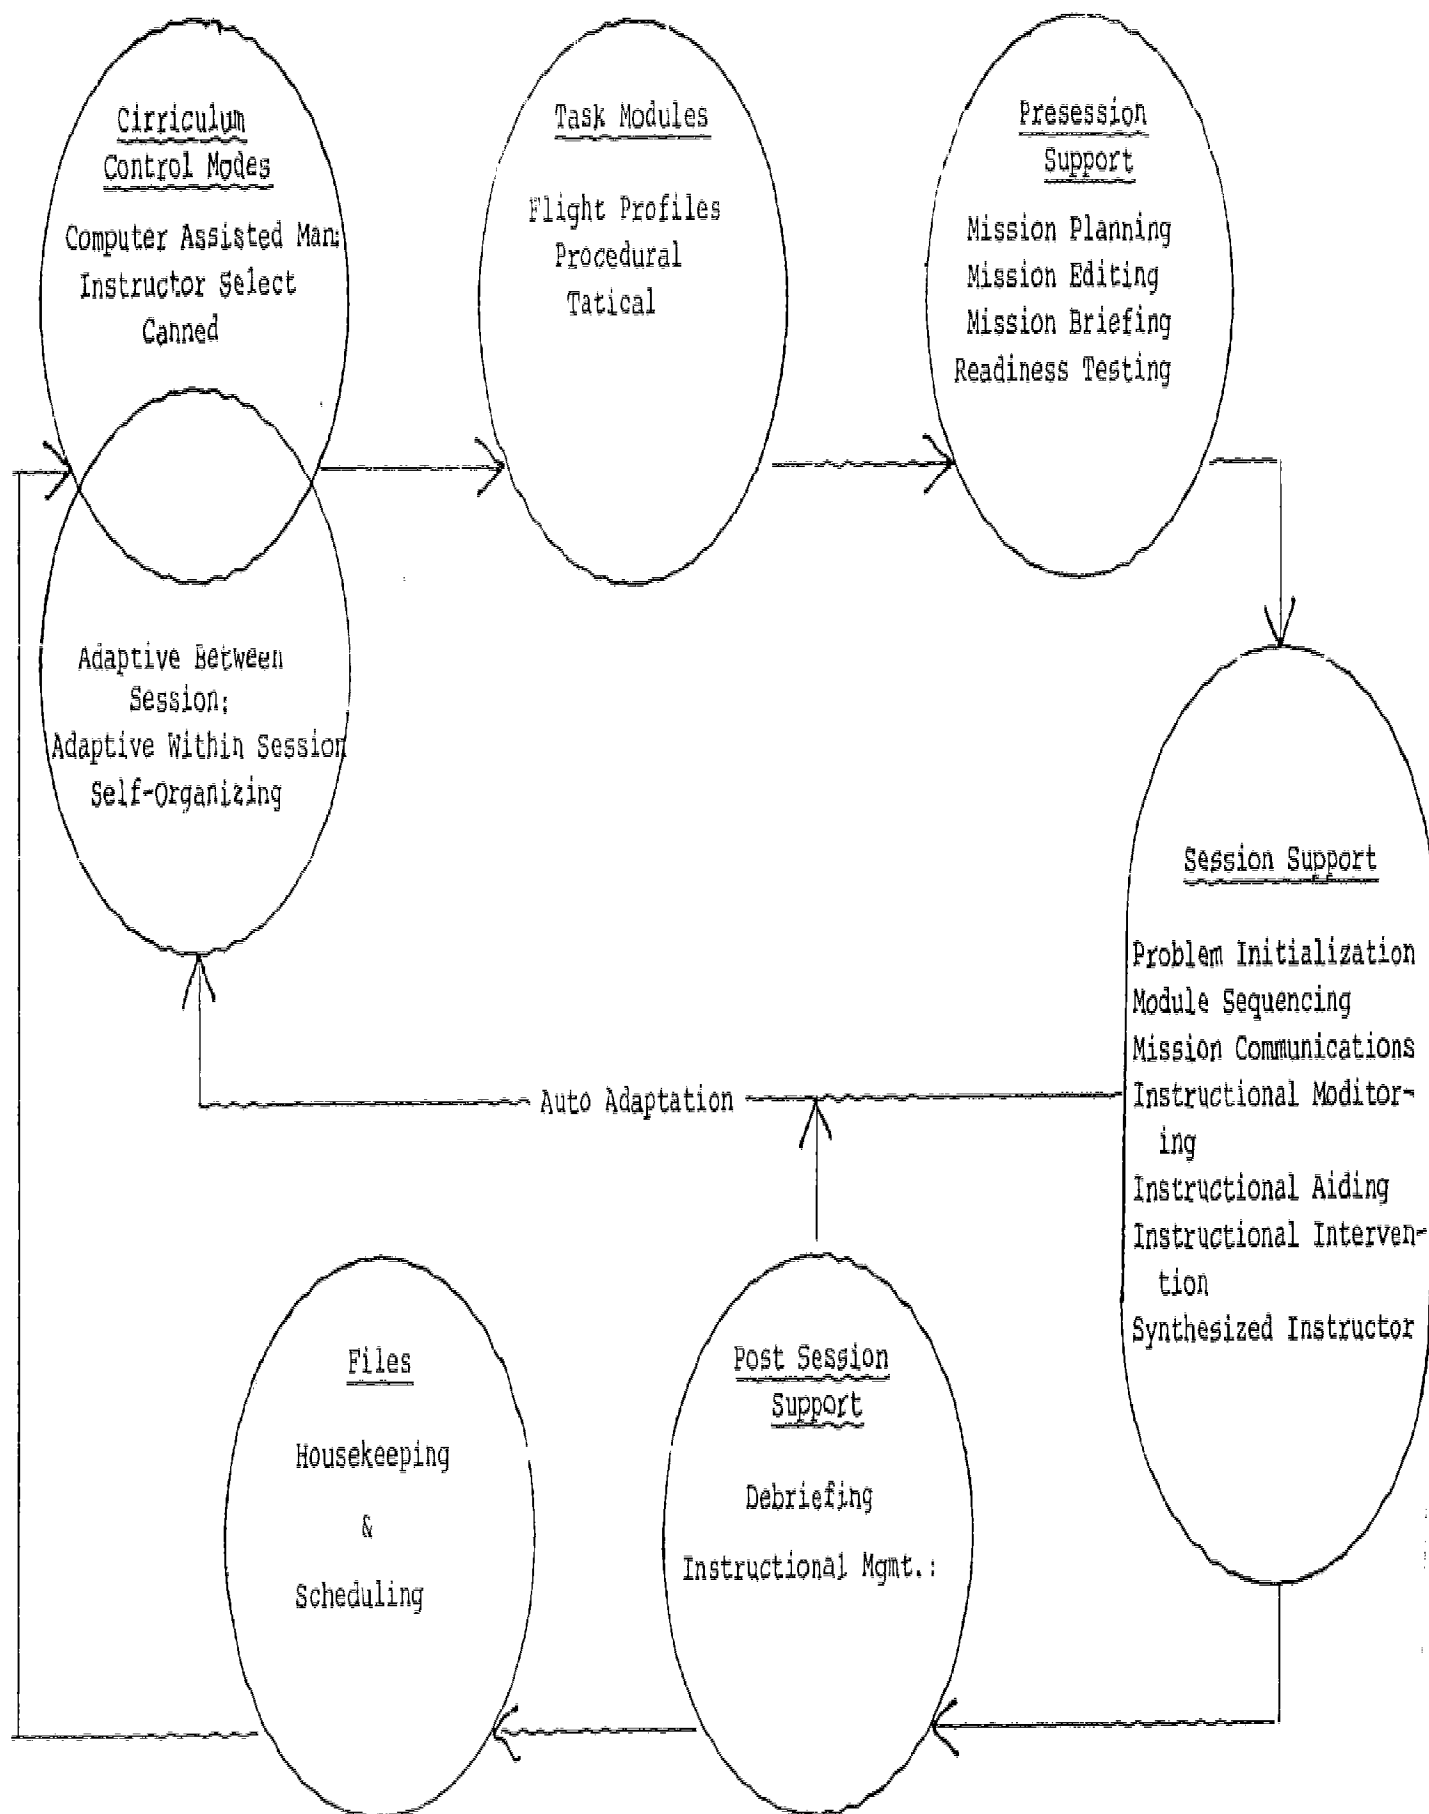 Cirriculum
Control Modes
Computer Assisted Man:
Instructor Select
Canned
Adaptive Between
Session:
Adaptive Within Session
Self-Organizing
Task Modules
Flight Profiles
Procedural
Tatical
Presession
Support
Mission Planning
Mission Editing
Mission Briefing
Readiness Testing
Session Support
Problem Initialization
Module Sequencing
Mission Communications
Instructional Moditor-
ing
Instructional Aiding
Instructional Interven-
tion
Synthesized Instructor
Auto Adaptation
Post Session
Support
Debriefing
Instructional Mgmt.:
Files
Housekeeping
&
Scheduling